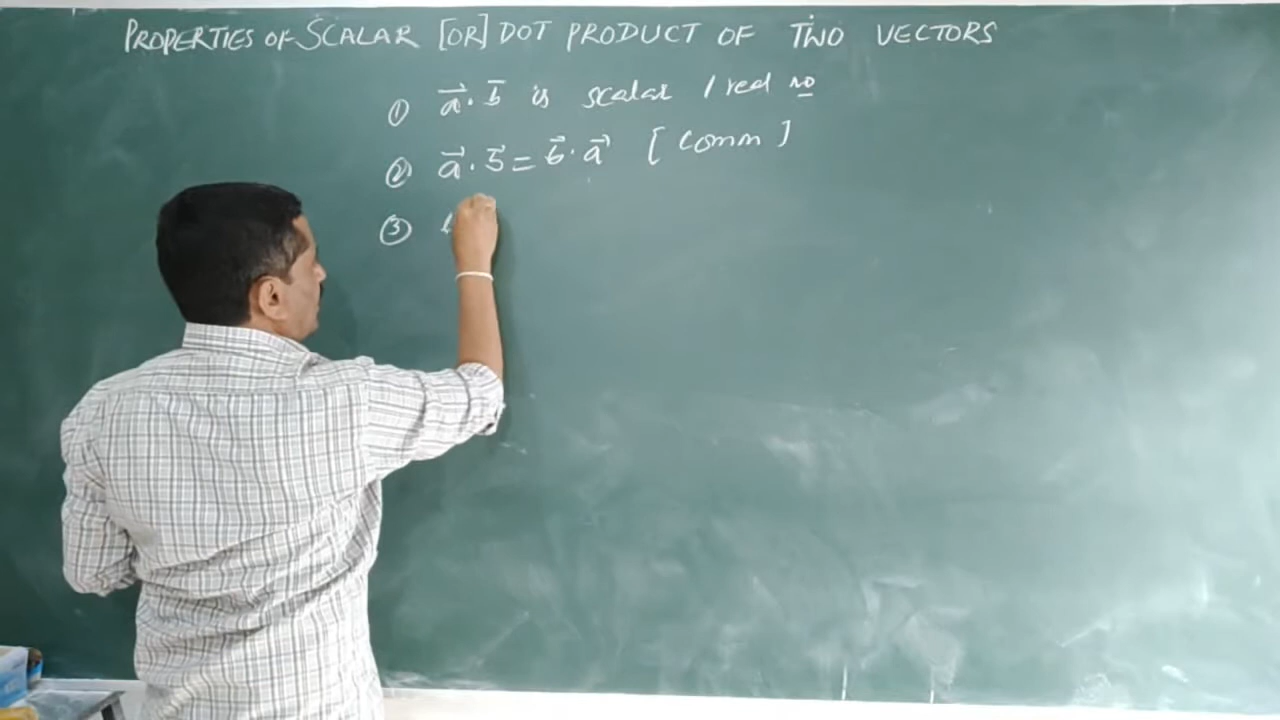 PROPERTIES OF SCALAR [OR] DOT PRODUCT OF TWO VECTORS
① a⃗. b⃗ is scalar / real no
② a⃗. b⃗ = b⃗. a⃗ [comm]
③